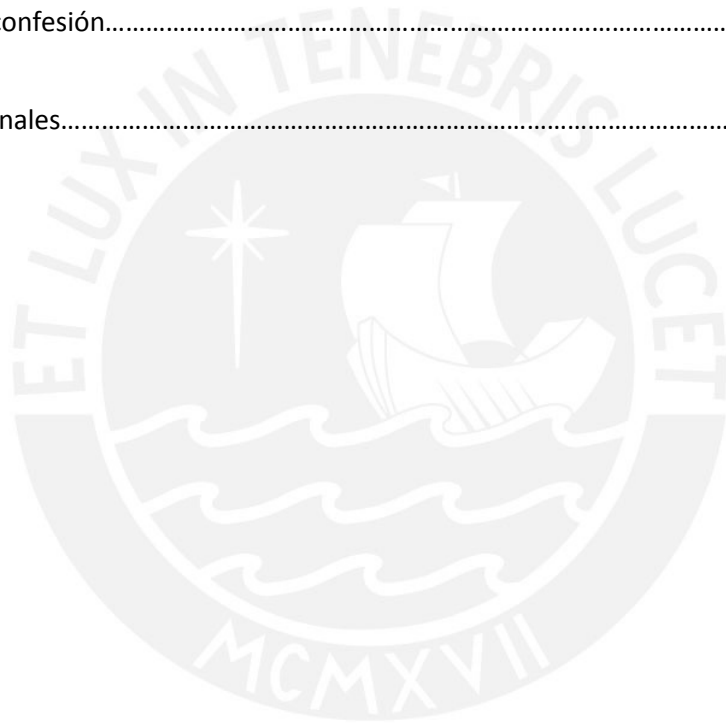 confesión..............................................................................................................
nales....................................................................................................................
ET LUX IN TENEBRIS LUCET
MCMXVII